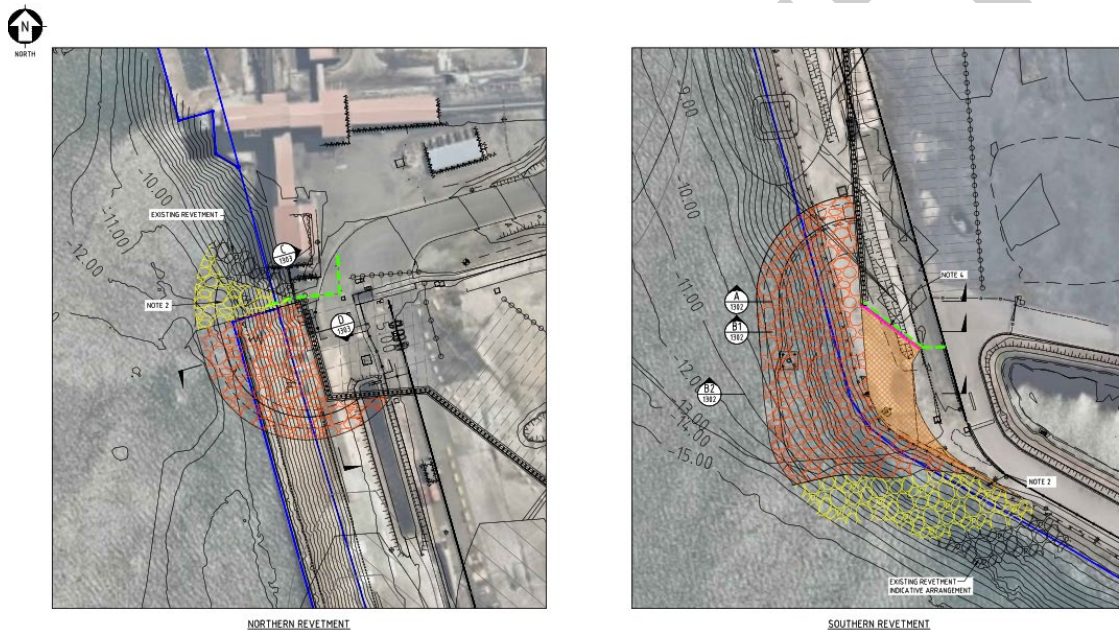 N
NORTH
-10.00
-11.00
-12.00
EXISTING REVETMENT
NOTE 2
C
1303
D
1303
NORTHERN REVETMENT
-9.00
-10.00
-11.00
-12.00
-13.00
-14.00
-15.00
A
1302
B1
1302
B2
1302
NOTE 4
NOTE 2
EXISTING REVETMENT
INDICATIVE ARRANGEMENT
SOUTHERN REVETMENT